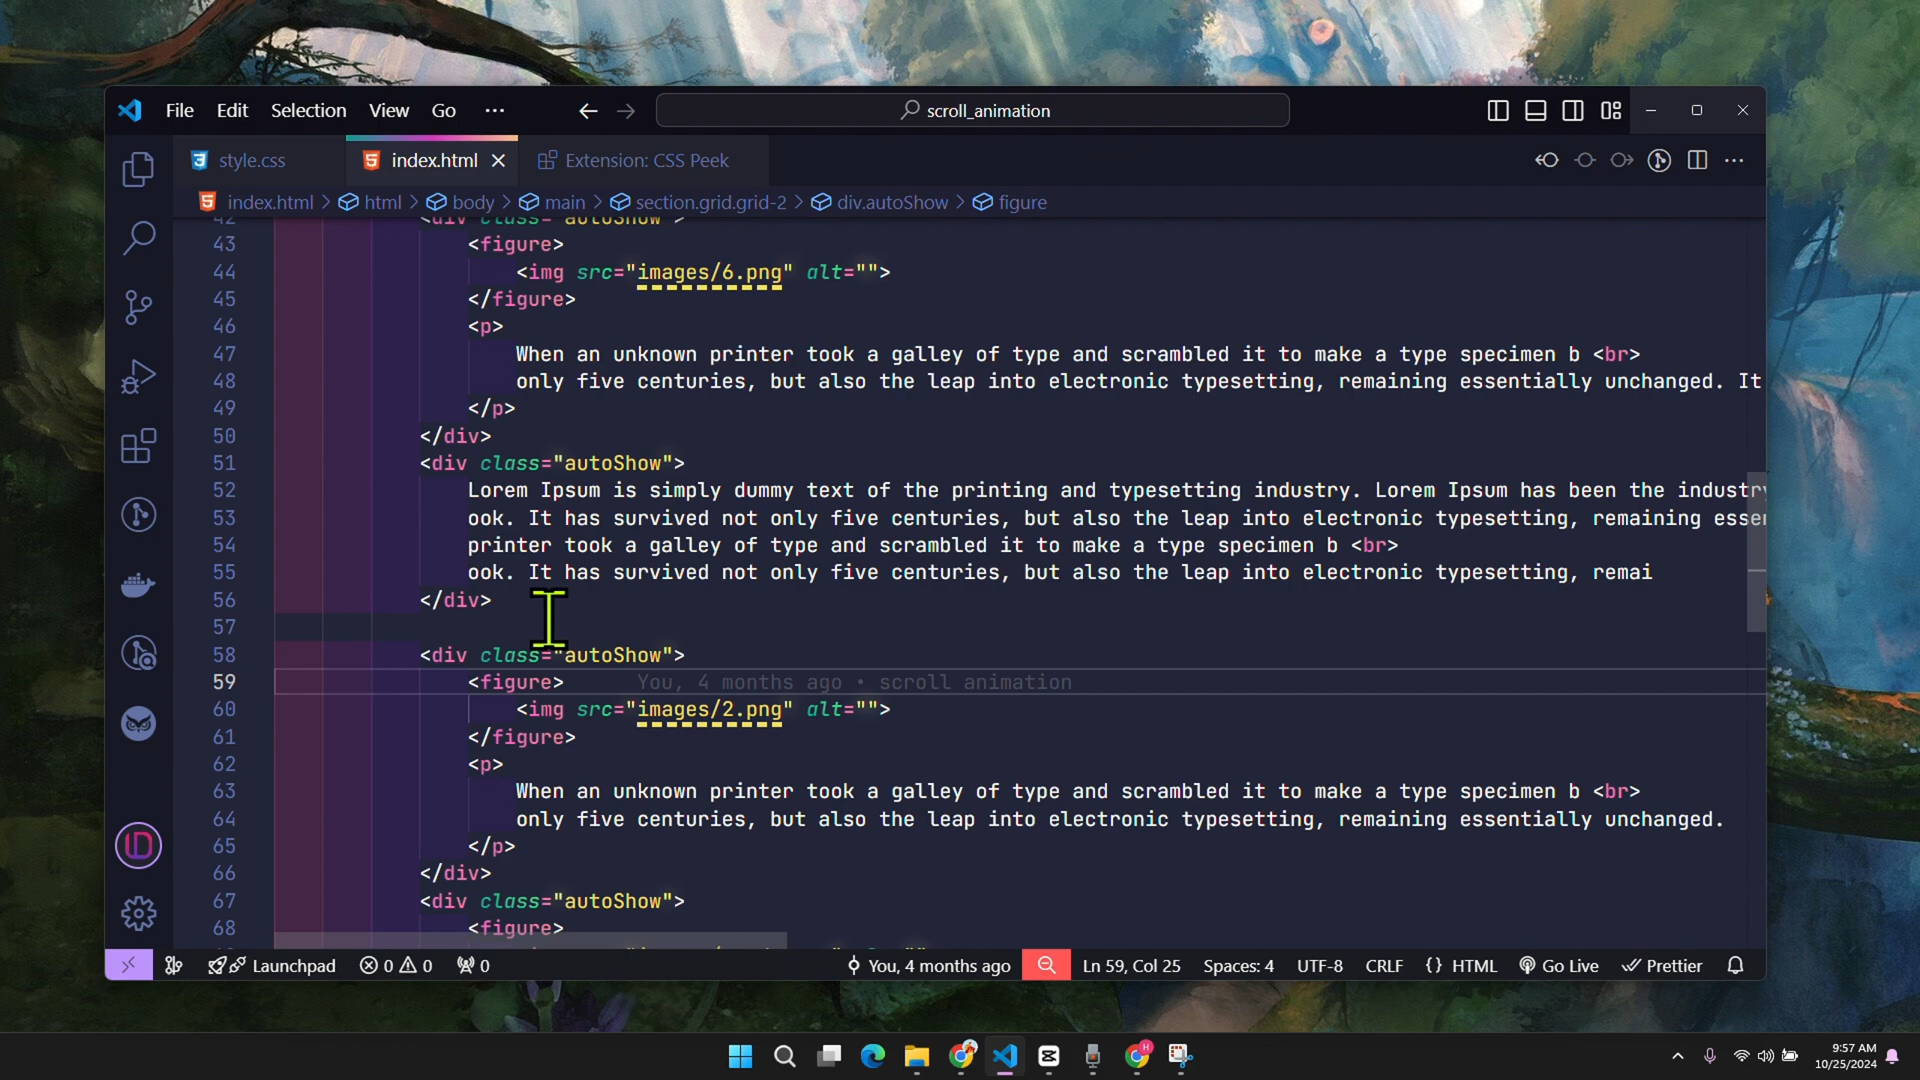 File Edit Selection View Go ··· scroll_animation
style.css index.html Extension: CSS Peek
index.html > html > body > main > section.grid.grid-2 > div.autoShow > figure
42 <div class="autoShow">
43 <figure>
44 <img src="images/6.png" alt="">
45 </figure>
46 <p>
47 When an unknown printer took a galley of type and scrambled it to make a type specimen b <br>
48 only five centuries, but also the leap into electronic typesetting, remaining essentially unchanged. It
49 </p>
50 </div>
51 <div class="autoShow">
52 Lorem Ipsum is simply dummy text of the printing and typesetting industry. Lorem Ipsum has been the industry
53 ook. It has survived not only five centuries, but also the leap into electronic typesetting, remaining esse
54 printer took a galley of type and scrambled it to make a type specimen b <br>
55 ook. It has survived not only five centuries, but also the leap into electronic typesetting, remai
56 </div>
57
58 <div class="autoShow">
59 <figure> You, 4 months ago • scroll animation
60 <img src="images/2.png" alt="">
61 </figure>
62 <p>
63 When an unknown printer took a galley of type and scrambled it to make a type specimen b <br>
64 only five centuries, but also the leap into electronic typesetting, remaining essentially unchanged.
65 </p>
66 </div>
67 <div class="autoShow">
68 <figure>
Launchpad 0 0 0 You, 4 months ago Ln 59, Col 25 Spaces: 4 UTF-8 CRLF {} HTML Go Live Prettier
9:57 AM
10/25/2024